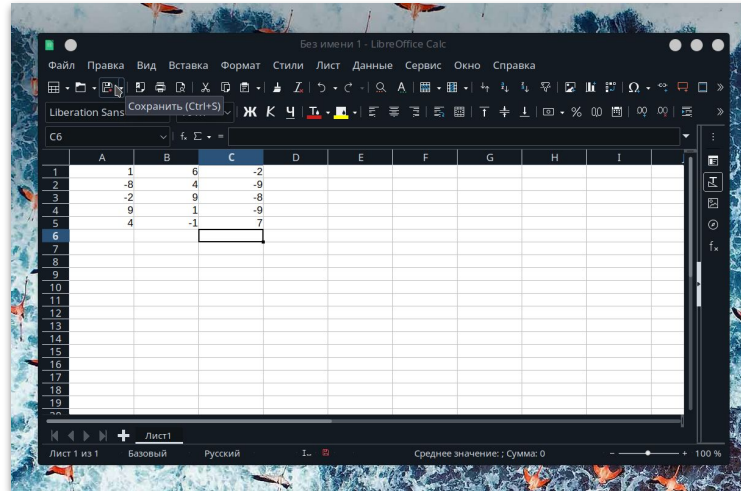 Без имени 1 - LibreOffice Calc
Файл Правка Вид Вставка Формат Стили Лист Данные Сервис Окно Справка
Сохранить (Ctrl+S)
Liberation Sans
C6
A B C D E F G H I
1 1 6 -2
2 -8 4 -9
3 -2 9 -8
4 9 1 -9
5 4 -1 7
6
7
8
9
10
11
12
13
14
15
16
17
18
19
20
Лист1
Лист 1 из 1 Базовый Русский Среднее значение: ; Сумма: 0 100 %